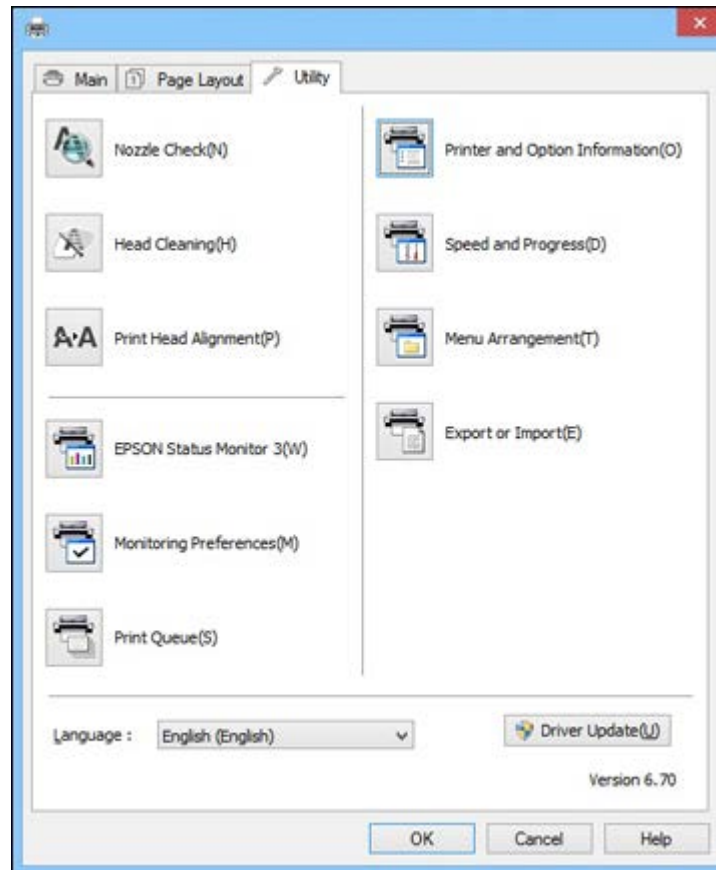 Main
Page Layout
Utility
Nozzle Check(N)
Head Cleaning(H)
A▸A
Print Head Alignment(P)
EPSON Status Monitor 3(W)
Monitoring Preferences(M)
Print Queue(S)
Printer and Option Information(O)
Speed and Progress(D)
Menu Arrangement(T)
Export or Import(E)
Language :
English (English)
Driver Update(U)
Version 6.70
OK
Cancel
Help